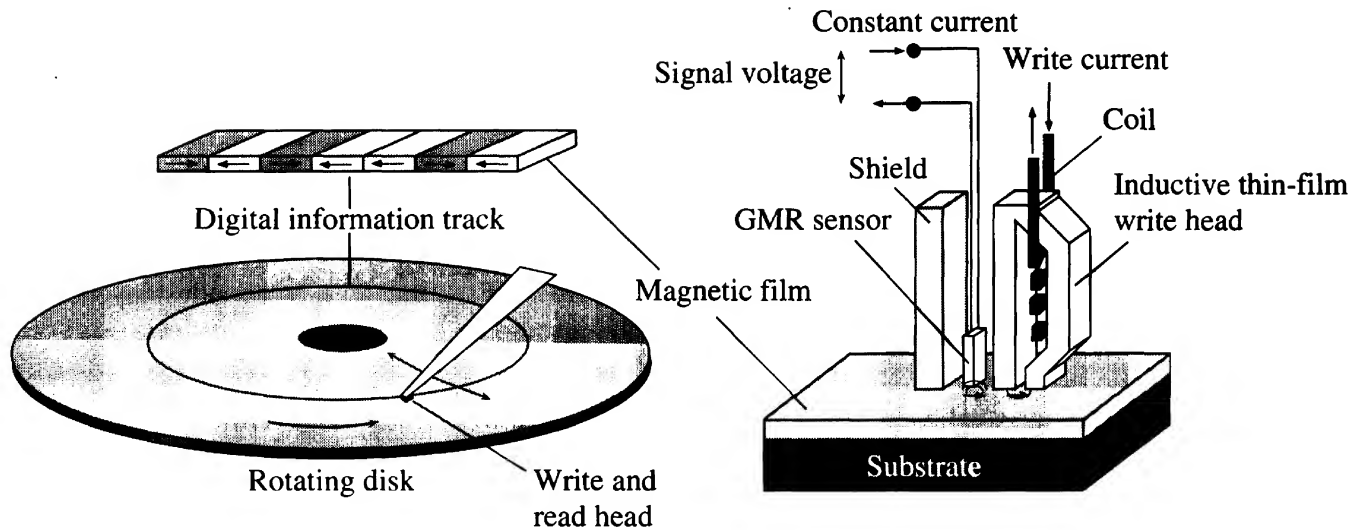 Constant current
Signal voltage
Write current
Coil
Shield
GMR sensor
Inductive thin-film
write head
Digital information track
Magnetic film
Rotating disk
Write and
read head
Substrate